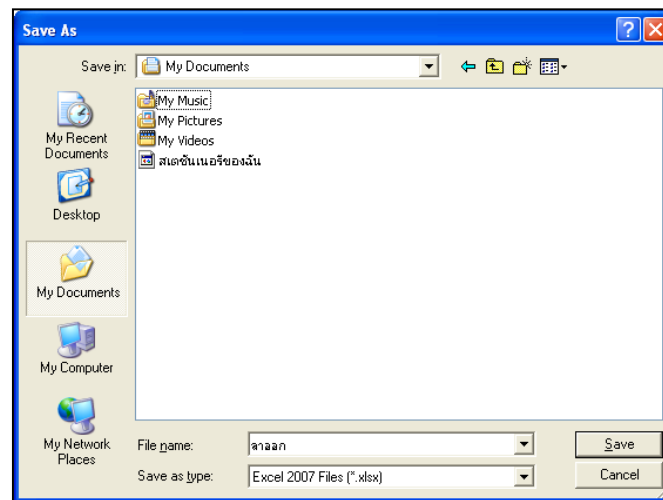 Save As
Save in:
My Documents
My Recent
Documents
Desktop
My Documents
My Computer
My Network
Places
My Music
My Pictures
My Videos
สเตชันเนอรีของฉัน
File name:
ลาออก
Save
Save as type:
Excel 2007 Files (*.xlsx)
Cancel